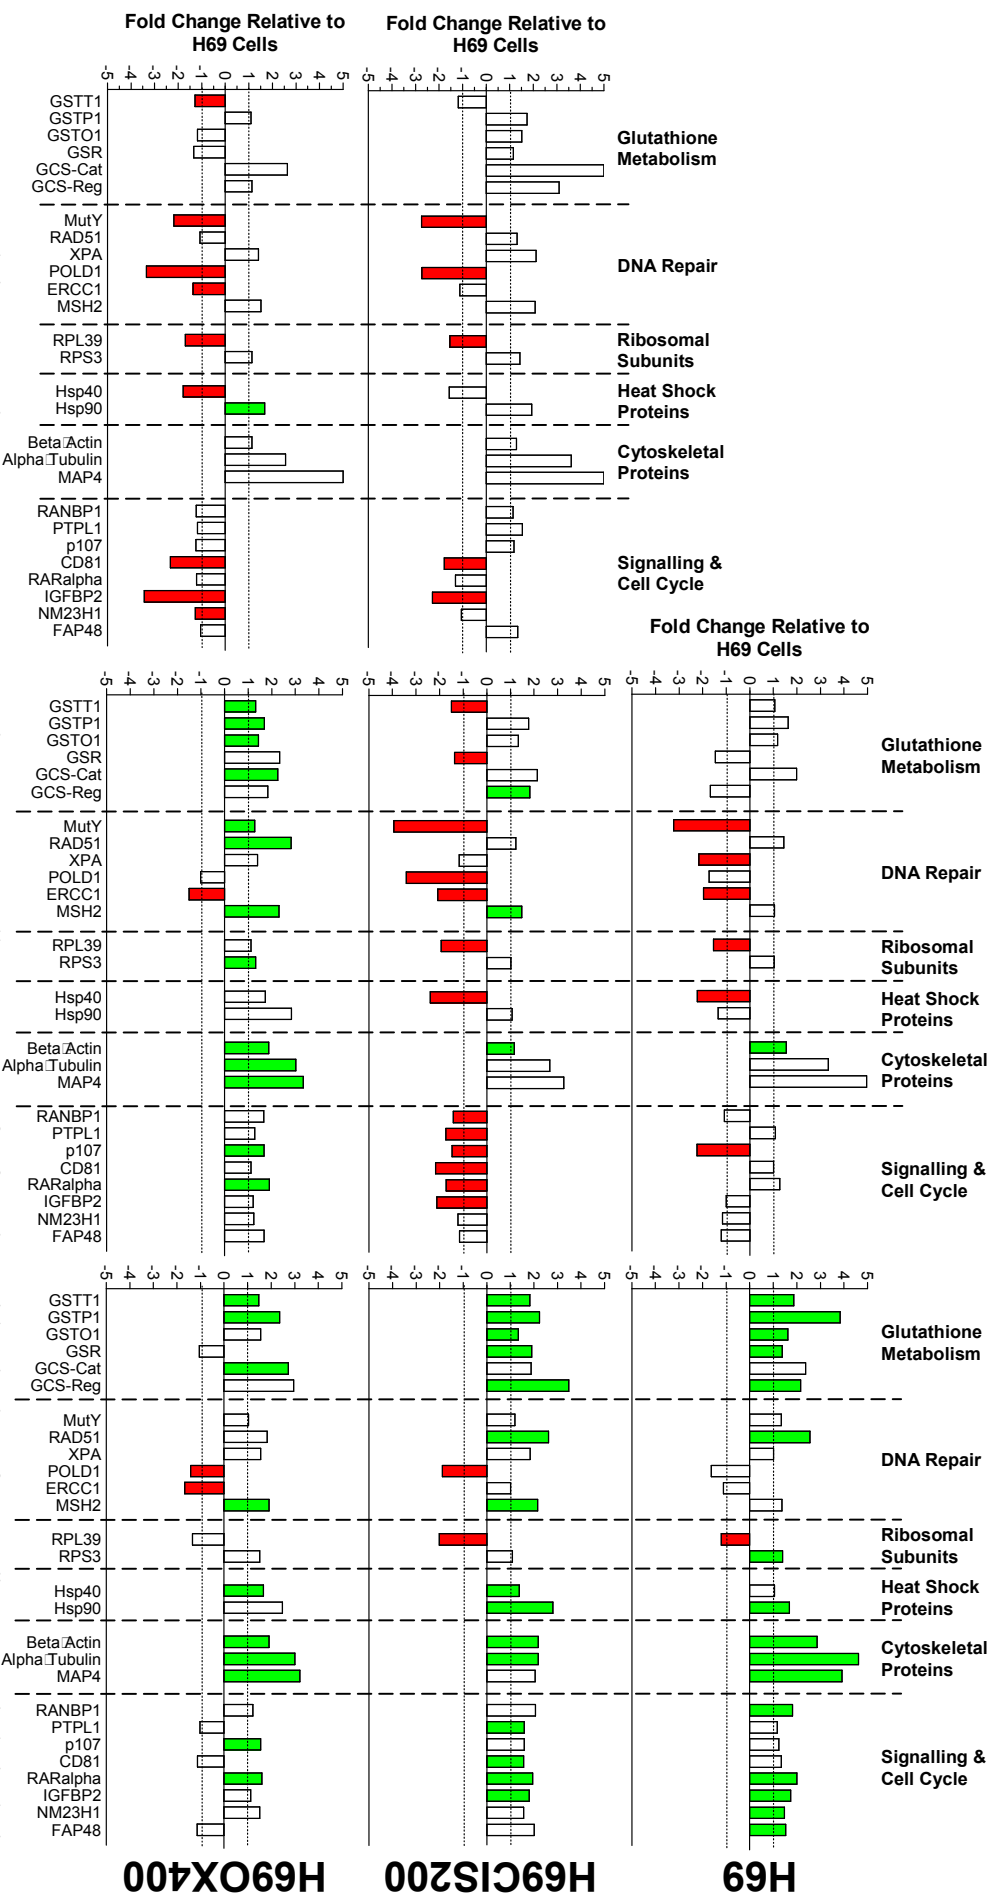 Fold Change Relative to
H69 Cells
Fold Change Relative to
H69 Cells
-5 -4 -3 -2 -1 0 1 2 3 4 5
-5 -4 -3 -2 -1 0 1 2 3 4 5
GSTT1
GSTP1
GSTO1
GSR
GCS-Cat
GCS-Reg
Glutathione
Metabolism
MutY
RAD51
XPA
POLD1
ERCC1
MSH2
DNA Repair
RPL39
RPS3
Ribosomal
Subunits
Hsp40
Hsp90
Heat Shock
Proteins
Beta Actin
Alpha Tubulin
MAP4
Cytoskeletal
Proteins
RANBP1
PTPL1
p107
CD81
RARalpha
IGFBP2
NM23H1
FAP48
Signalling &
Cell Cycle
Fold Change Relative to
H69 Cells
-5 -4 -3 -2 -1 0 1 2 3 4 5
-5 -4 -3 -2 -1 0 1 2 3 4 5
-5 -4 -3 -2 -1 0 1 2 3 4 5
GSTT1
GSTP1
GSTO1
GSR
GCS-Cat
GCS-Reg
Glutathione
Metabolism
MutY
RAD51
XPA
POLD1
ERCC1
MSH2
DNA Repair
RPL39
RPS3
Ribosomal
Subunits
Hsp40
Hsp90
Heat Shock
Proteins
Beta Actin
Alpha Tubulin
MAP4
Cytoskeletal
Proteins
RANBP1
PTPL1
p107
CD81
RARalpha
IGFBP2
NM23H1
FAP48
Signalling &
Cell Cycle
-5 -4 -3 -2 -1 0 1 2 3 4 5
-5 -4 -3 -2 -1 0 1 2 3 4 5
-5 -4 -3 -2 -1 0 1 2 3 4 5
GSTT1
GSTP1
GSTO1
GSR
GCS-Cat
GCS-Reg
Glutathione
Metabolism
MutY
RAD51
XPA
POLD1
ERCC1
MSH2
DNA Repair
RPL39
RPS3
Ribosomal
Subunits
Hsp40
Hsp90
Heat Shock
Proteins
Beta Actin
Alpha Tubulin
MAP4
Cytoskeletal
Proteins
RANBP1
PTPL1
p107
CD81
RARalpha
IGFBP2
NM23H1
FAP48
Signalling &
Cell Cycle
H69OX400
H69CIS200
H69